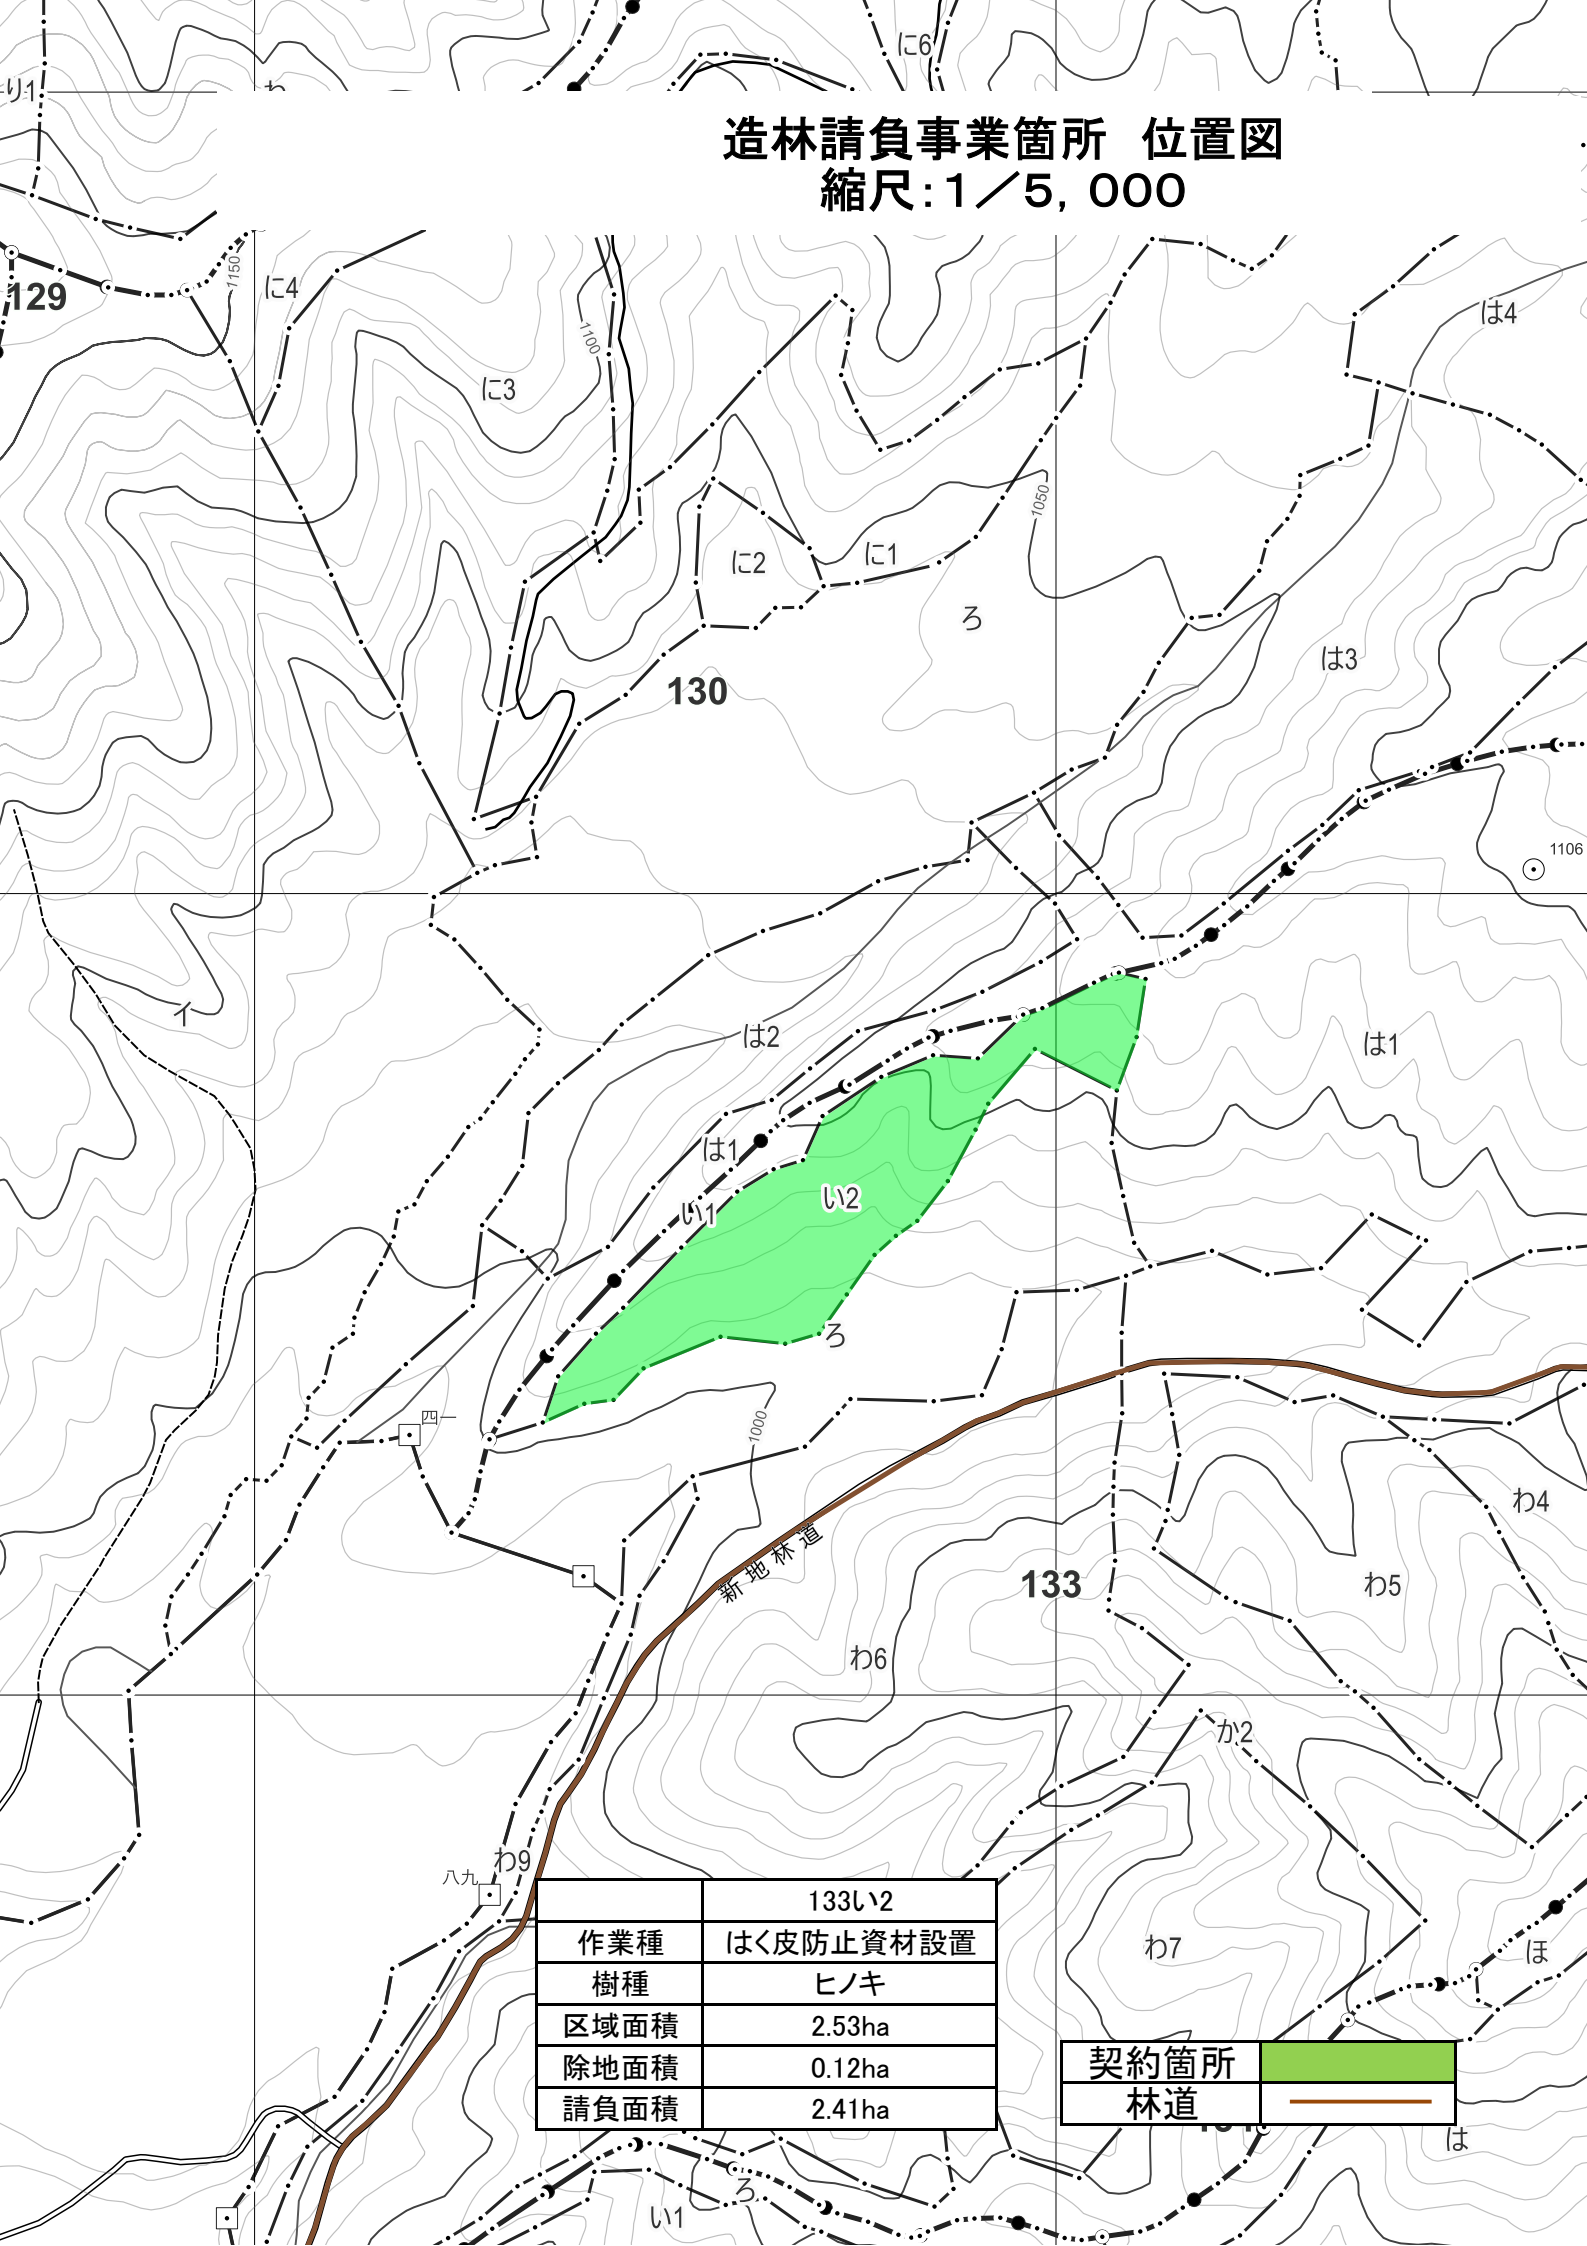 に6
り1
造林請負事業箇所　位置図
縮尺：1／5，000
129
1150
に4
は4
1100
に3
1050
に2
に1
ろ
は3
130
1106
イ
は2
は1
は1
い2
い1
ろ
四一
1000
新地林道
わ4
133
わ5
わ6
か2
八九
わ9
わ7
ほ
133い2
作業種 はく皮防止資材設置
樹種 ヒノキ
区域面積 2.53ha
除地面積 0.12ha
請負面積 2.41ha
契約箇所
林道
は
ろ
い1